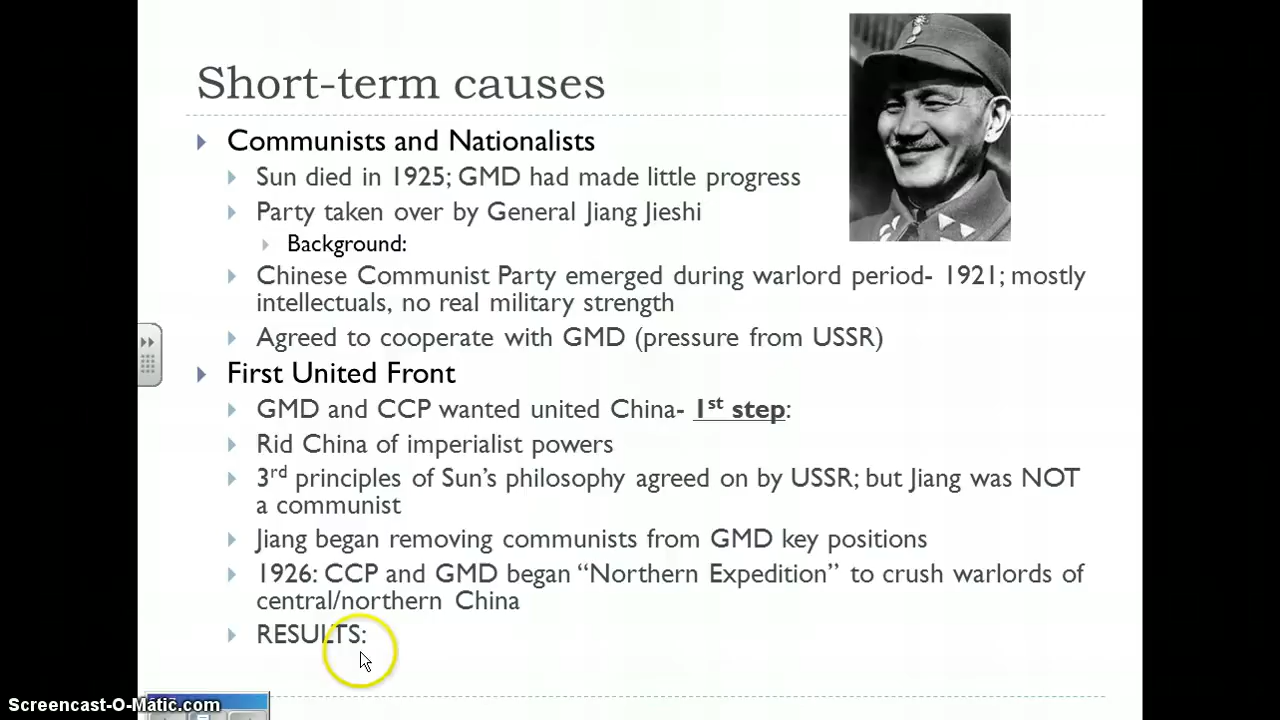 Short-term causes
Communists and Nationalists
Sun died in 1925; GMD had made little progress
Party taken over by General Jiang Jieshi
Background:
Chinese Communist Party emerged during warlord period- 1921; mostly
intellectuals, no real military strength
Agreed to cooperate with GMD (pressure from USSR)
First United Front
GMD and CCP wanted united China- 1st step:
Rid China of imperialist powers
3rd principles of Sun's philosophy agreed on by USSR; but Jiang was NOT
a communist
Jiang began removing communists from GMD key positions
1926: CCP and GMD began “Northern Expedition” to crush warlords of
central/northern China
RESULTS:
Screencast-O-Matic.com